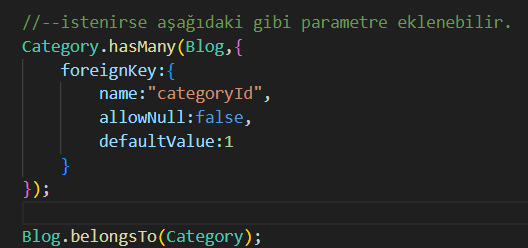 //--istenirse aşağıdaki gibi parametre eklenebilir.
Category.hasMany(Blog,{
    foreignKey:{
        name:"categoryId",
        allowNull:false,
        defaultValue:1
    }
});
Blog.belongsTo(Category);